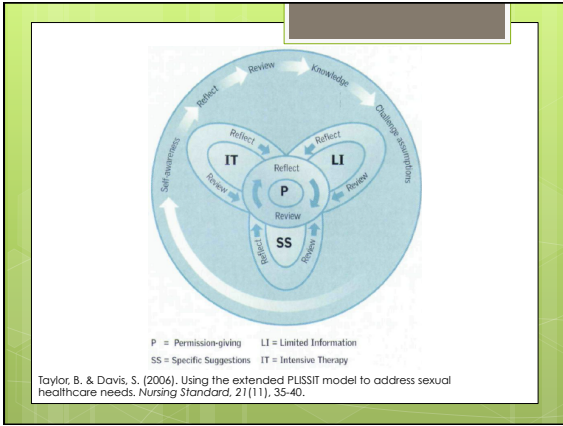 Self-awareness
Reflect
Review
Knowledge
Challenge assumptions
Reflect
IT
Review
Reflect
LI
Review
Reflect
P
Review
SS
Reflect
Review
P = Permission-giving LI = Limited Information
SS = Specific Suggestions IT = Intensive Therapy
Taylor, B. & Davis, S. (2006). Using the extended PLISSIT model to address sexual
healthcare needs. Nursing Standard, 21(11), 35-40.